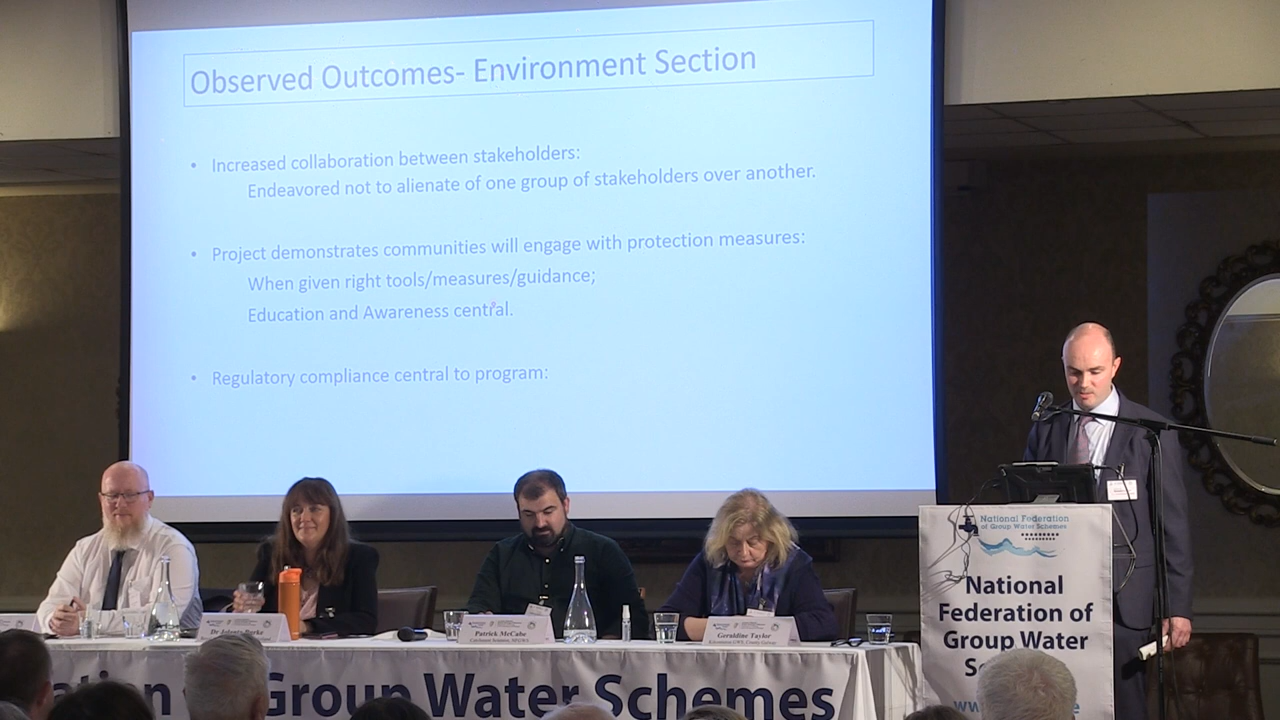 Observed Outcomes- Environment Section
• Increased collaboration between stakeholders:
Endeavored not to alienate of one group of stakeholders over another.
• Project demonstrates communities will engage with protection measures:
When given right tools/measures/guidance;
Education and Awareness central.
• Regulatory compliance central to program:
National Federation
of Group Water Schemes
National
Federation of
Group Water
Patrick McCabe
Geraldine Taylor
Group Water Schemes